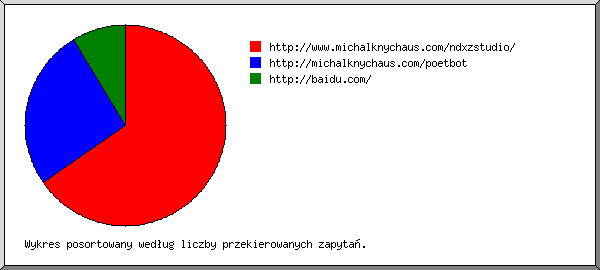 http://www.michalknychaus.com/ndxzstudio/
http://michalknychaus.com/poetbot
http://baidu.com/
Wykres posortowany według liczby przekierowanych zapytań.